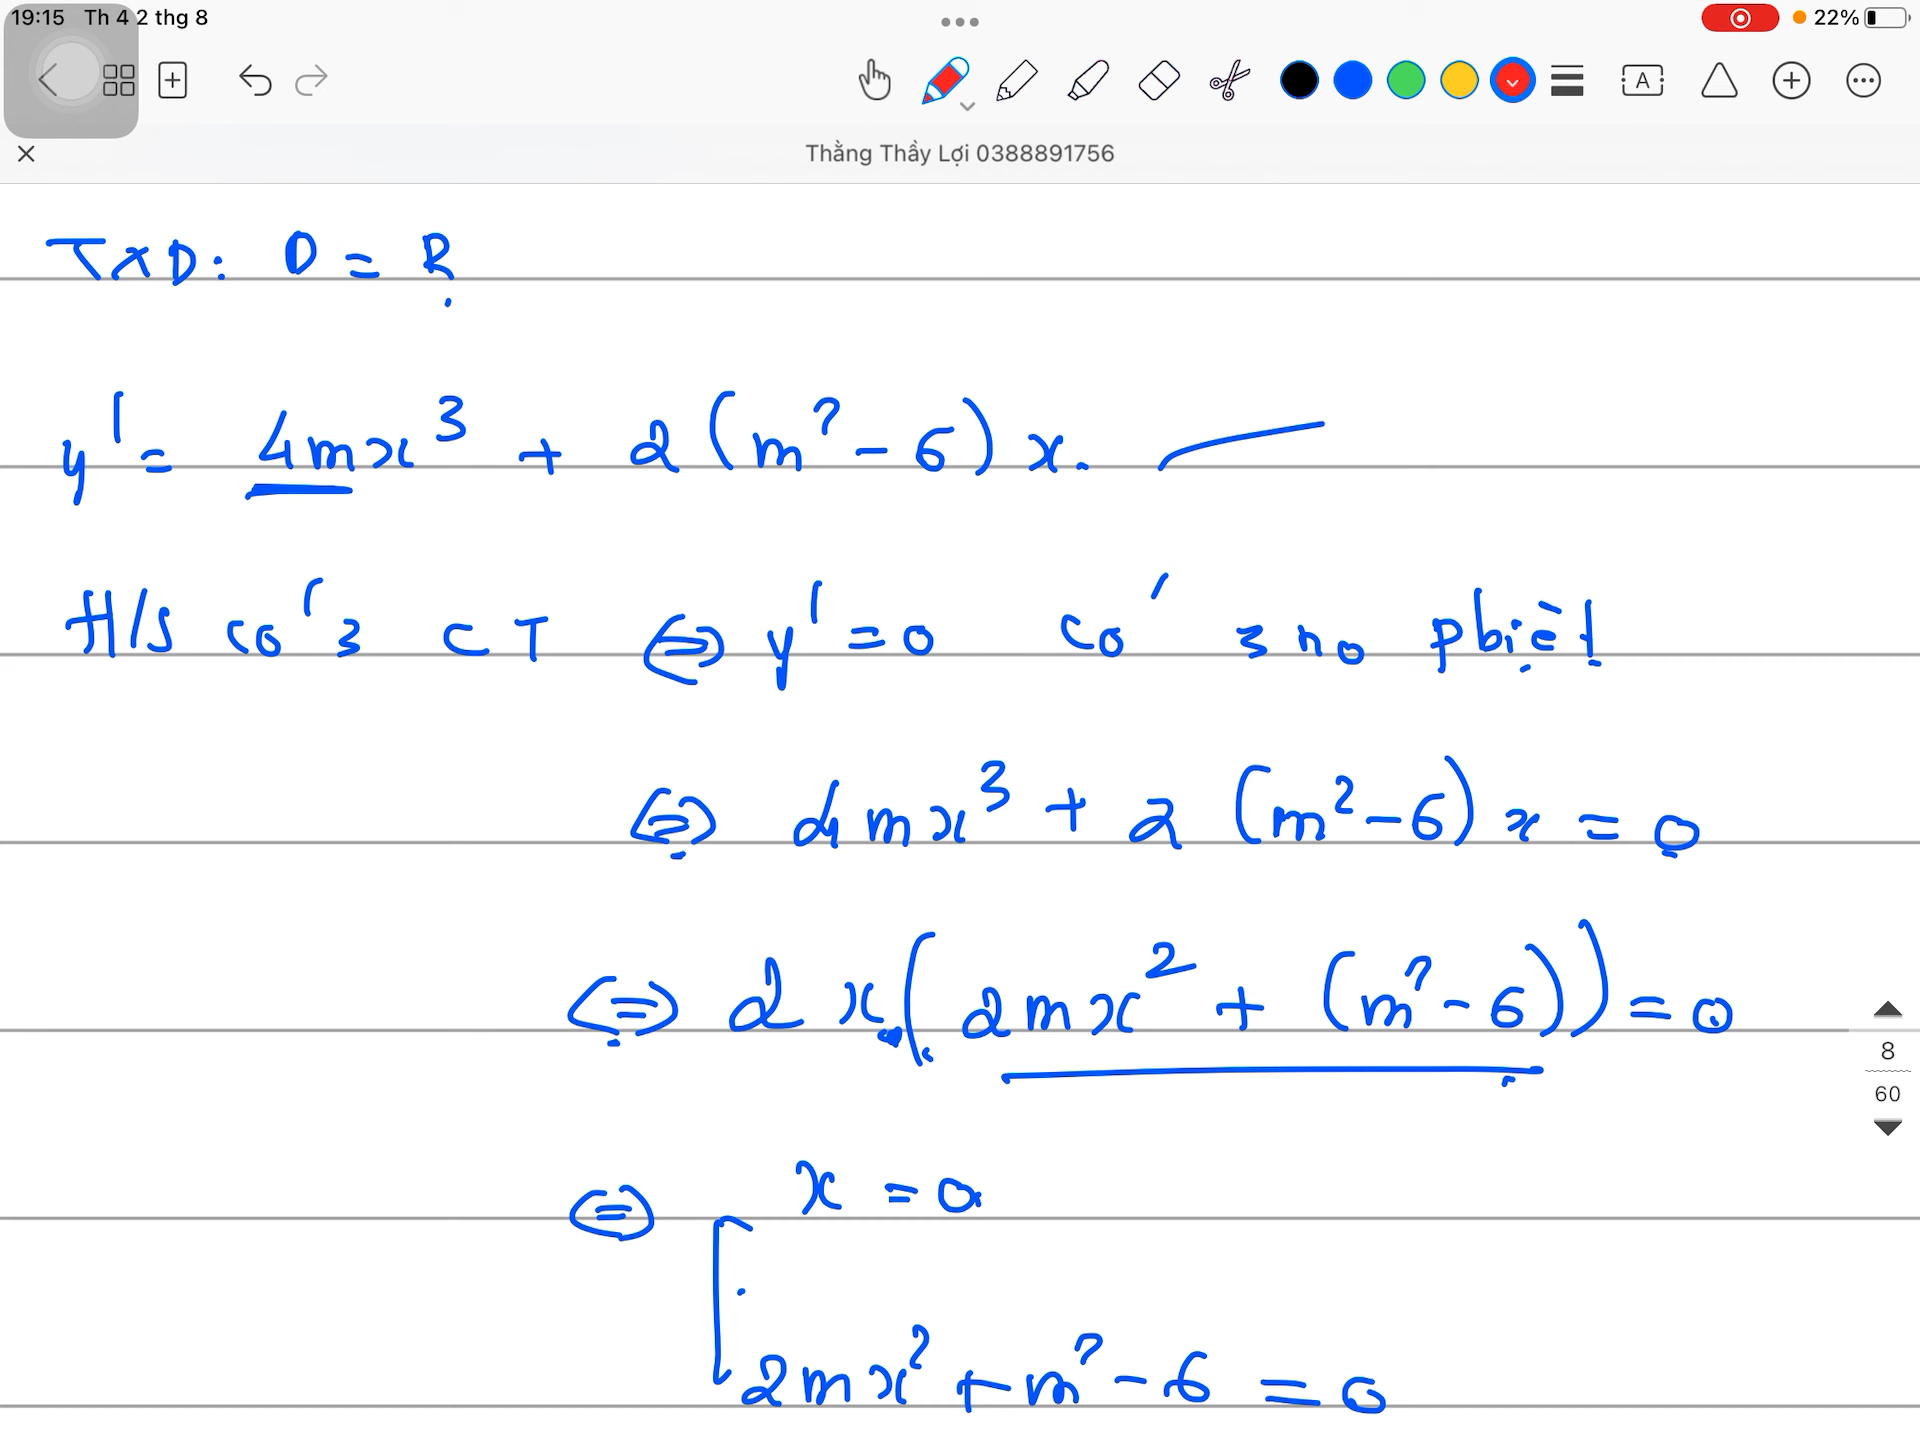 19:15 Th 4 2 thg 8
22%
A
Thằng Thầy Lợi 0388891756
TXD: D = R
y' = 4mx³ + 2(m² - 6)x.
H/S có 3 CT ⇔ y' = 0 có 3 no pbiệt
⇔ 4mx³ + 2(m² - 6)x = 0
⇔ 2x(2mx² + (m² - 6)) = 0
8
60
⇔ [ x = 0
2mx² + m² - 6 = 0